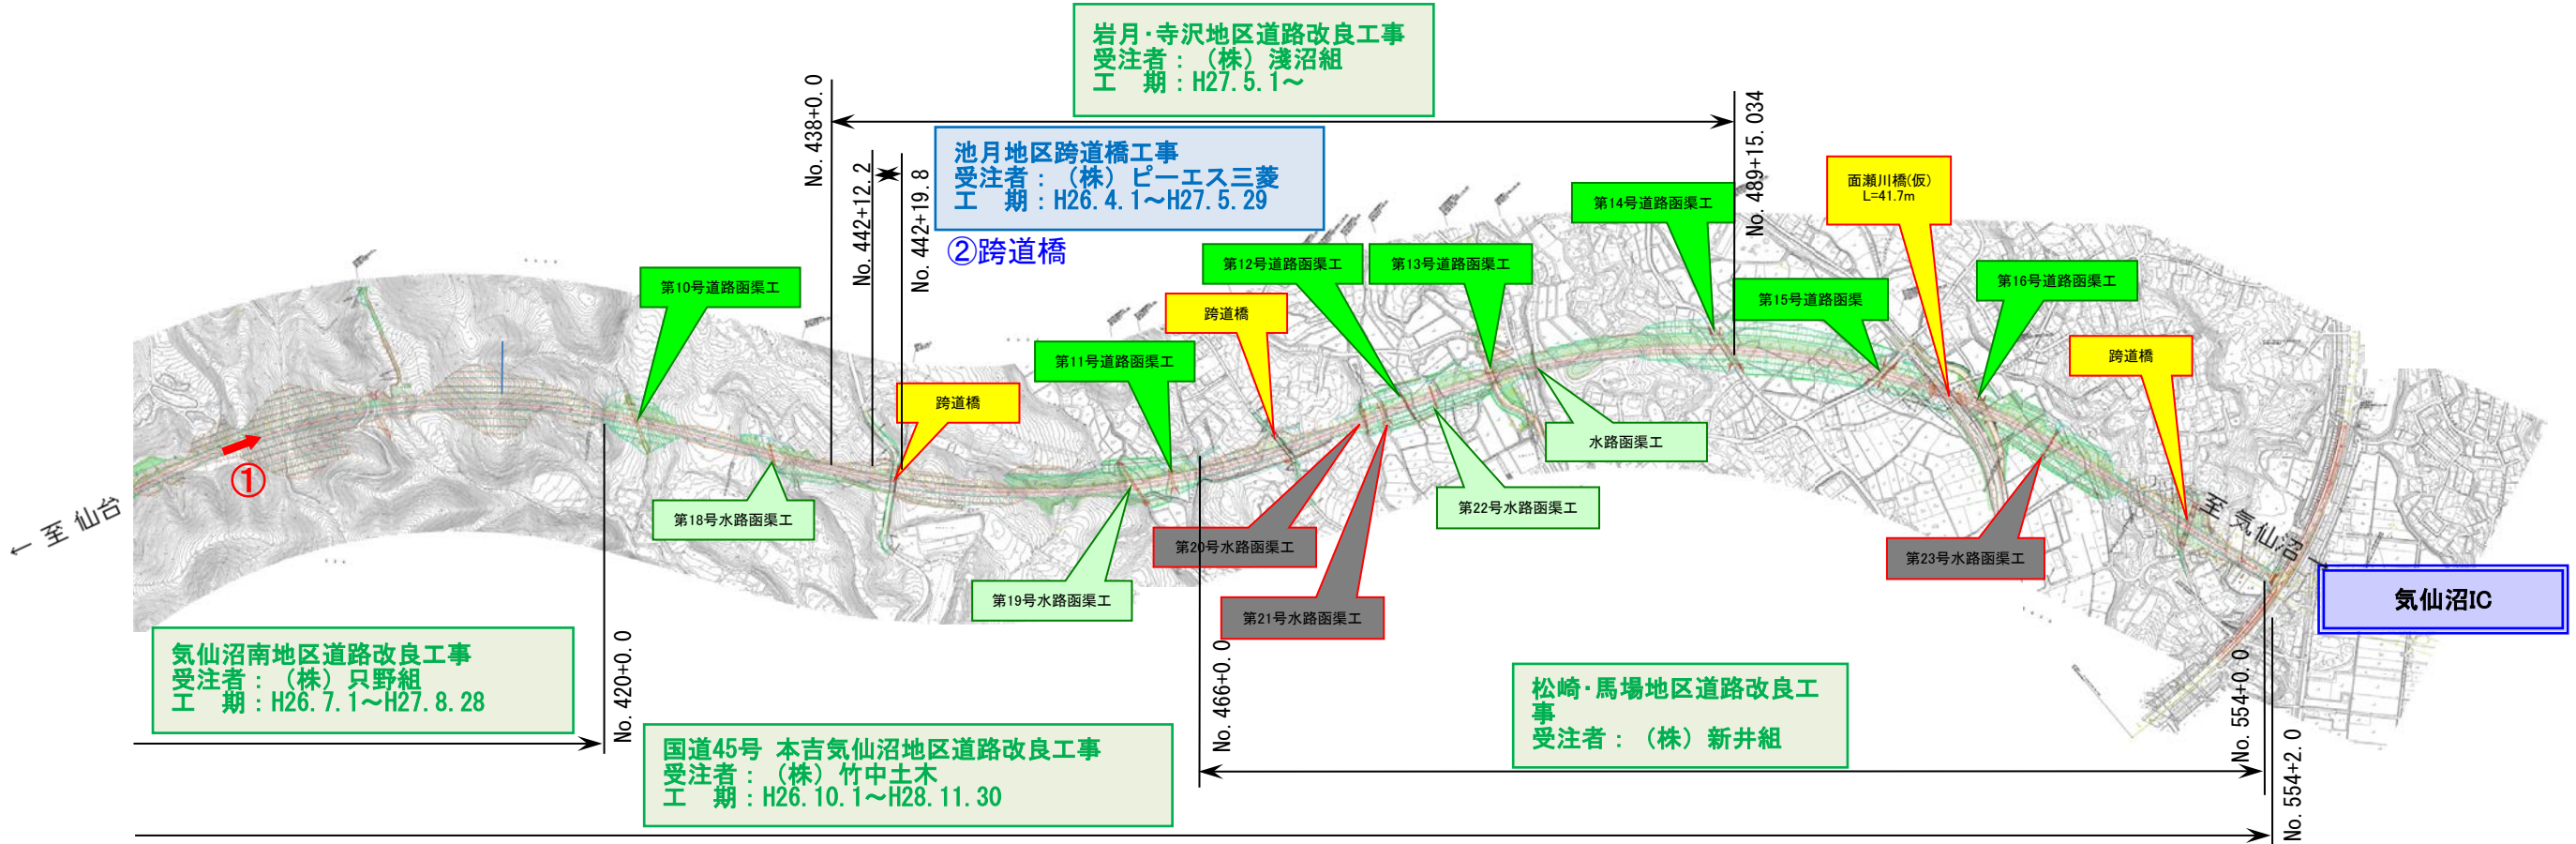 岩月・寺沢地区道路改良工事
受注者：（株）淺沼組
工　期：H27.5.1～
No.438+0.0
No.489+15.034
池月地区跨道橋工事
受注者：（株）ピーエス三菱
工　期：H26.4.1～H27.5.29
No.442+12.2
No.442+19.8
②跨道橋
第10号道路函渠工
第11号道路函渠工
跨道橋
跨道橋
第12号道路函渠工
第13号道路函渠工
第14号道路函渠工
第15号道路函渠
面瀬川橋(仮)
L=41.7m
第16号道路函渠工
跨道橋
①
← 至 仙台
第18号水路函渠工
第19号水路函渠工
第20号水路函渠工
第21号水路函渠工
第22号水路函渠工
水路函渠工
第23号水路函渠工
至 気仙沼 →
気仙沼IC
気仙沼南地区道路改良工事
受注者：（株）只野組
工　期：H26.7.1～H27.8.28
No.420+0.0
国道45号 本吉気仙沼地区道路改良工事
受注者：（株）竹中土木
工　期：H26.10.1～H28.11.30
No.466+0.0
松崎・馬場地区道路改良工
事
受注者：（株）新井組
No.554+0.0
No.554+2.0